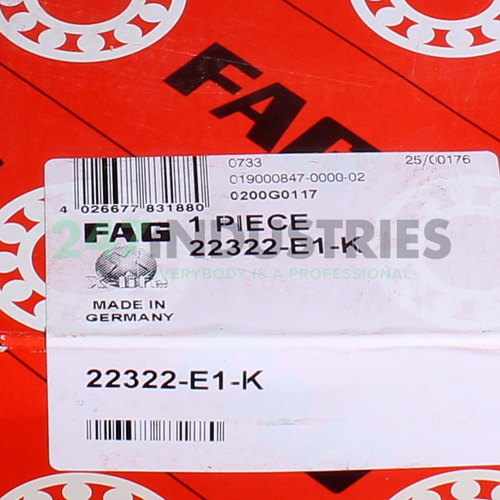 FAG
0733 25/00176
019000847-0000-02
0200G0117
4 026677 831880
FAG 1 PIECE
22322-E1-K
24INDUSTRIES
EVERYBODY IS A PROFESSIONAL
X-life
MADE IN
GERMANY
22322-E1-K